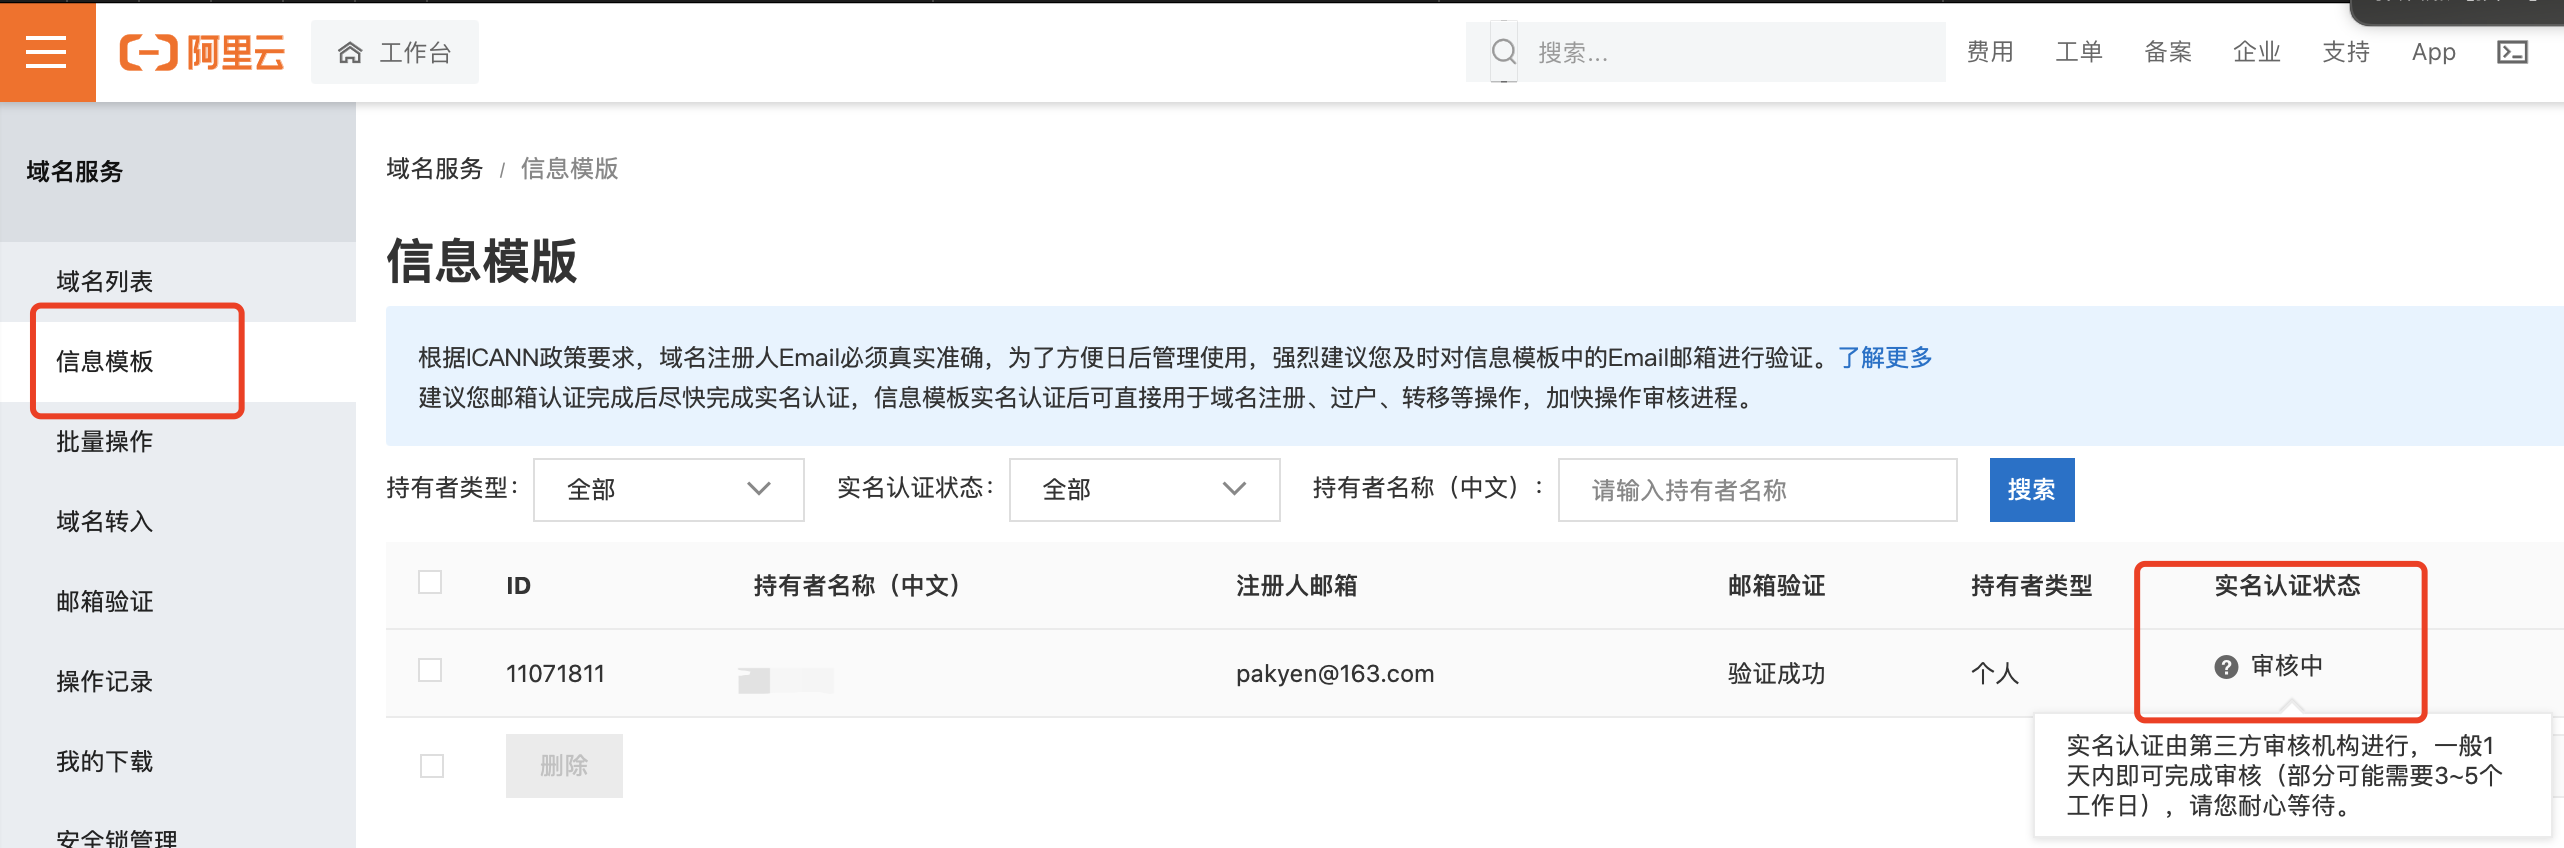 阿里云
工作台
搜索...
费用
工单
备案
企业
支持
App
域名服务
域名列表
信息模板
批量操作
域名转入
邮箱验证
操作记录
我的下载
安全锁管理
域名服务 / 信息模版
信息模版
根据ICANN政策要求，域名注册人Email必须真实准确，为了方便日后管理使用，强烈建议您及时对信息模板中的Email邮箱进行验证。了解更多
建议您邮箱认证完成后尽快完成实名认证，信息模板实名认证后可直接用于域名注册、过户、转移等操作，加快操作审核进程。
持有者类型： 全部 实名认证状态： 全部 持有者名称（中文）： 请输入持有者名称 搜索
ID 持有者名称（中文） 注册人邮箱 邮箱验证 持有者类型 实名认证状态
11071811 pakyen@163.com 验证成功 个人 审核中
删除
实名认证由第三方审核机构进行，一般1
天内即可完成审核（部分可能需要3~5个
工作日），请您耐心等待。